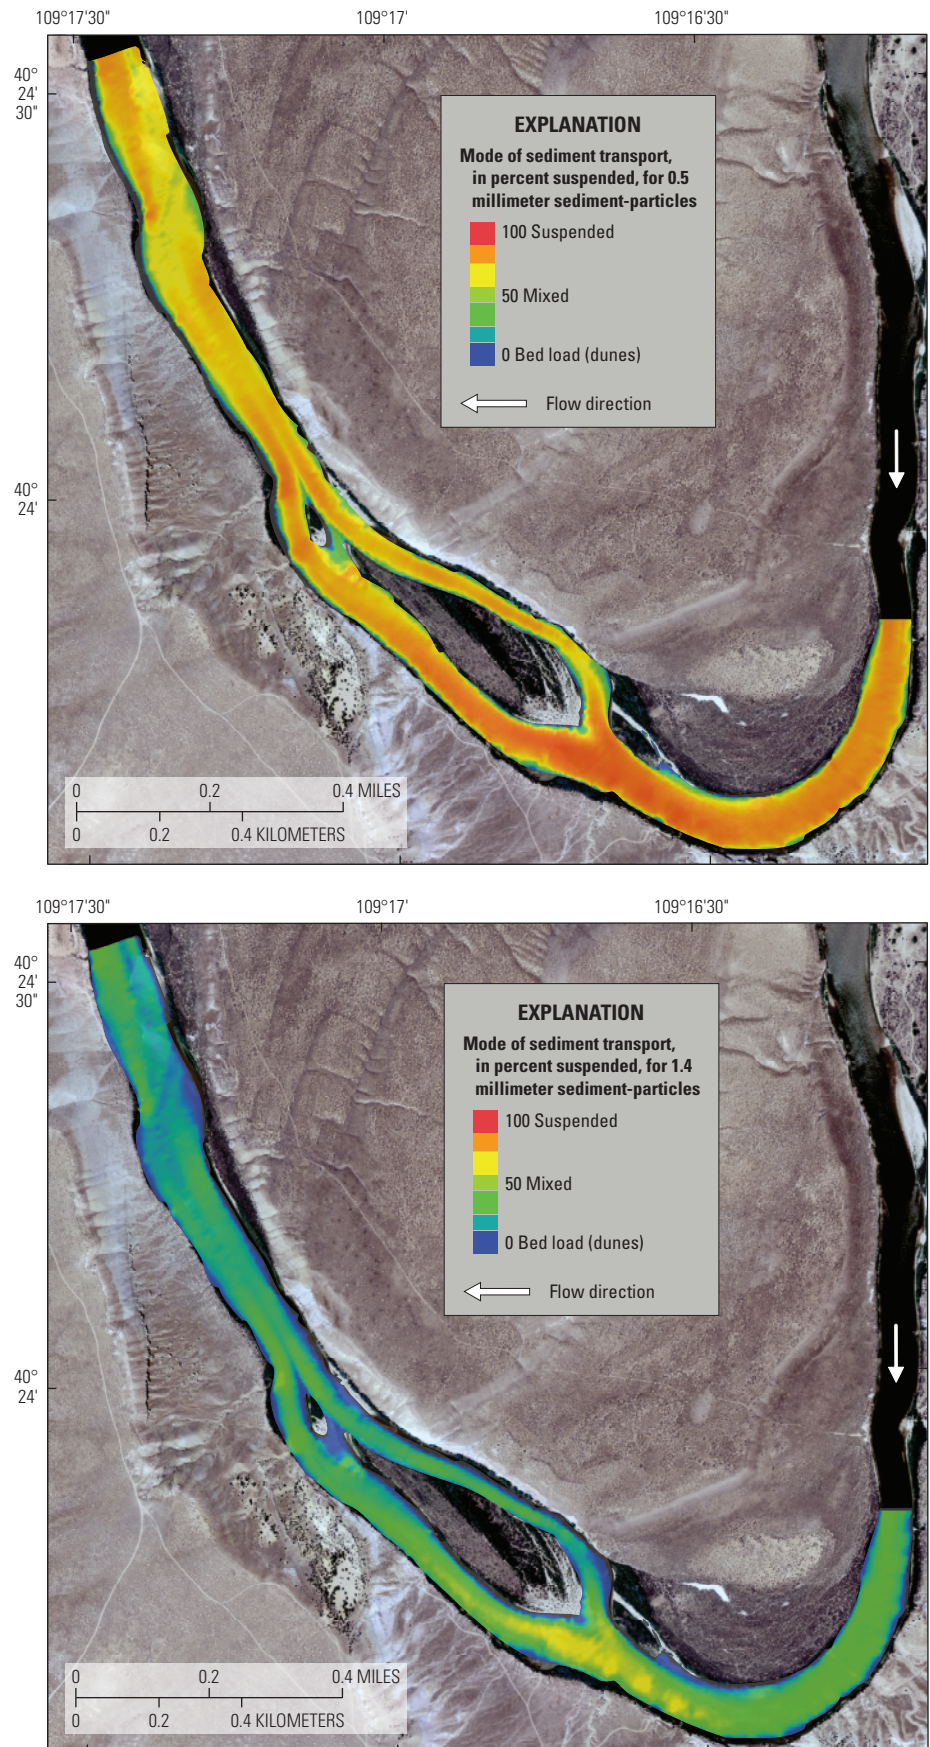 109°17'30"
109°17'
109°16'30"
40°
24'
30"
EXPLANATION
Mode of sediment transport,
in percent suspended, for 0.5
millimeter sediment-particles
100 Suspended
50 Mixed
0 Bed load (dunes)
Flow direction
40°
24'
0 0.2 0.4 MILES
0 0.2 0.4 KILOMETERS
109°17'30"
109°17'
109°16'30"
40°
24'
30"
EXPLANATION
Mode of sediment transport,
in percent suspended, for 1.4
millimeter sediment-particles
100 Suspended
50 Mixed
0 Bed load (dunes)
Flow direction
40°
24'
0 0.2 0.4 MILES
0 0.2 0.4 KILOMETERS